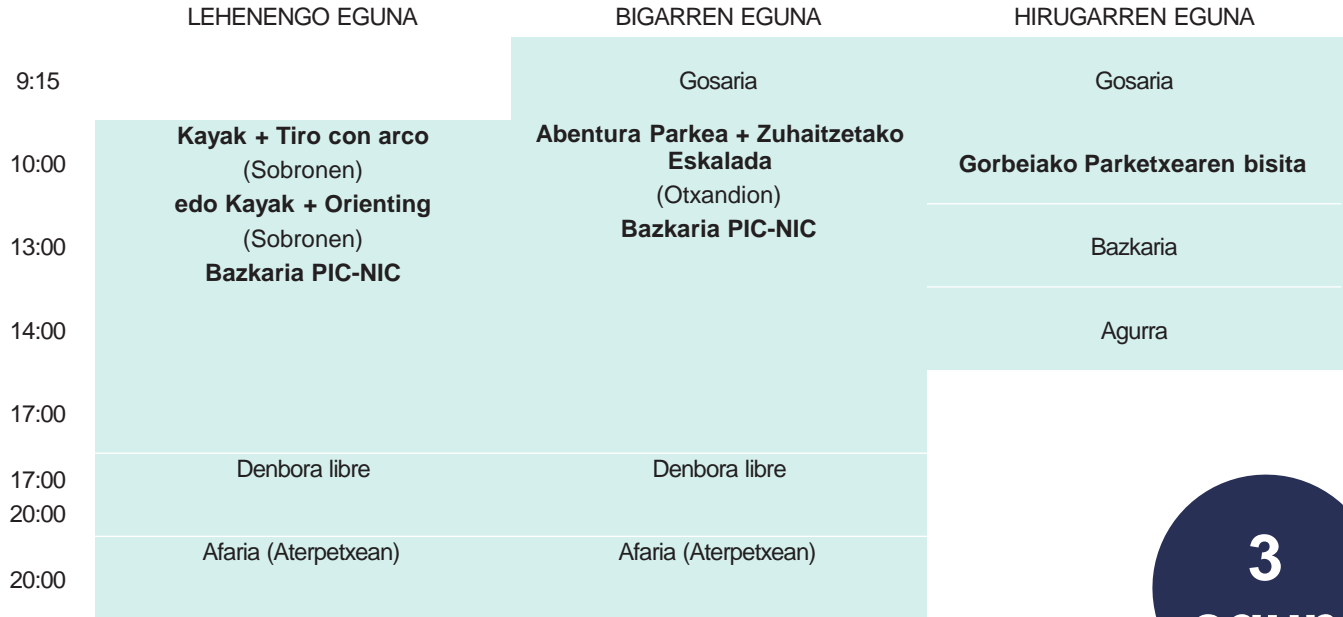 LEHENENGO EGUNA BIGARREN EGUNA HIRUGARREN EGUNA
9:15 Gosaria Gosaria
Kayak + Tiro con arco
(Sobronen)
edo Kayak + Orienting
(Sobronen)
Bazkaria PIC-NIC
Abentura Parkea + Zuhaitzetako
Eskalada
(Otxandion)
Bazkaria PIC-NIC
10:00 Gorbeiako Parketxearen bisita
13:00 Bazkaria
14:00 Agurra
17:00
17:00 Denbora libre Denbora libre
20:00
20:00 Afaria (Aterpetxean) Afaria (Aterpetxean)
3